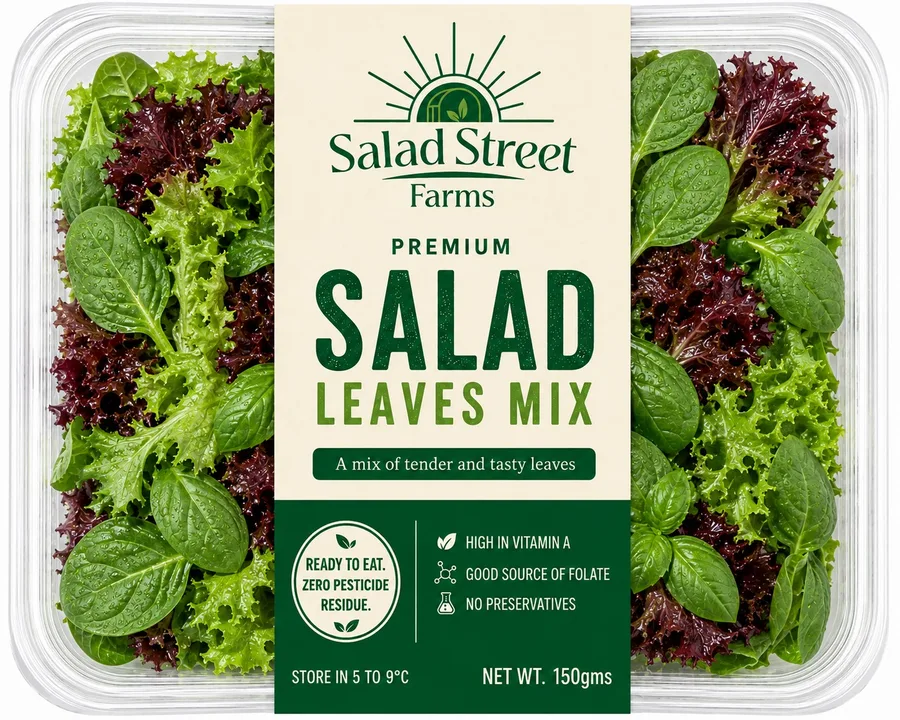 Salad Street
Farms
PREMIUM
SALAD
LEAVES MIX
A mix of tender and tasty leaves
READY TO EAT.
ZERO PESTICIDE
RESIDUE.
HIGH IN VITAMIN A
GOOD SOURCE OF FOLATE
NO PRESERVATIVES
STORE IN 5 TO 9°C
NET WT. 150gms